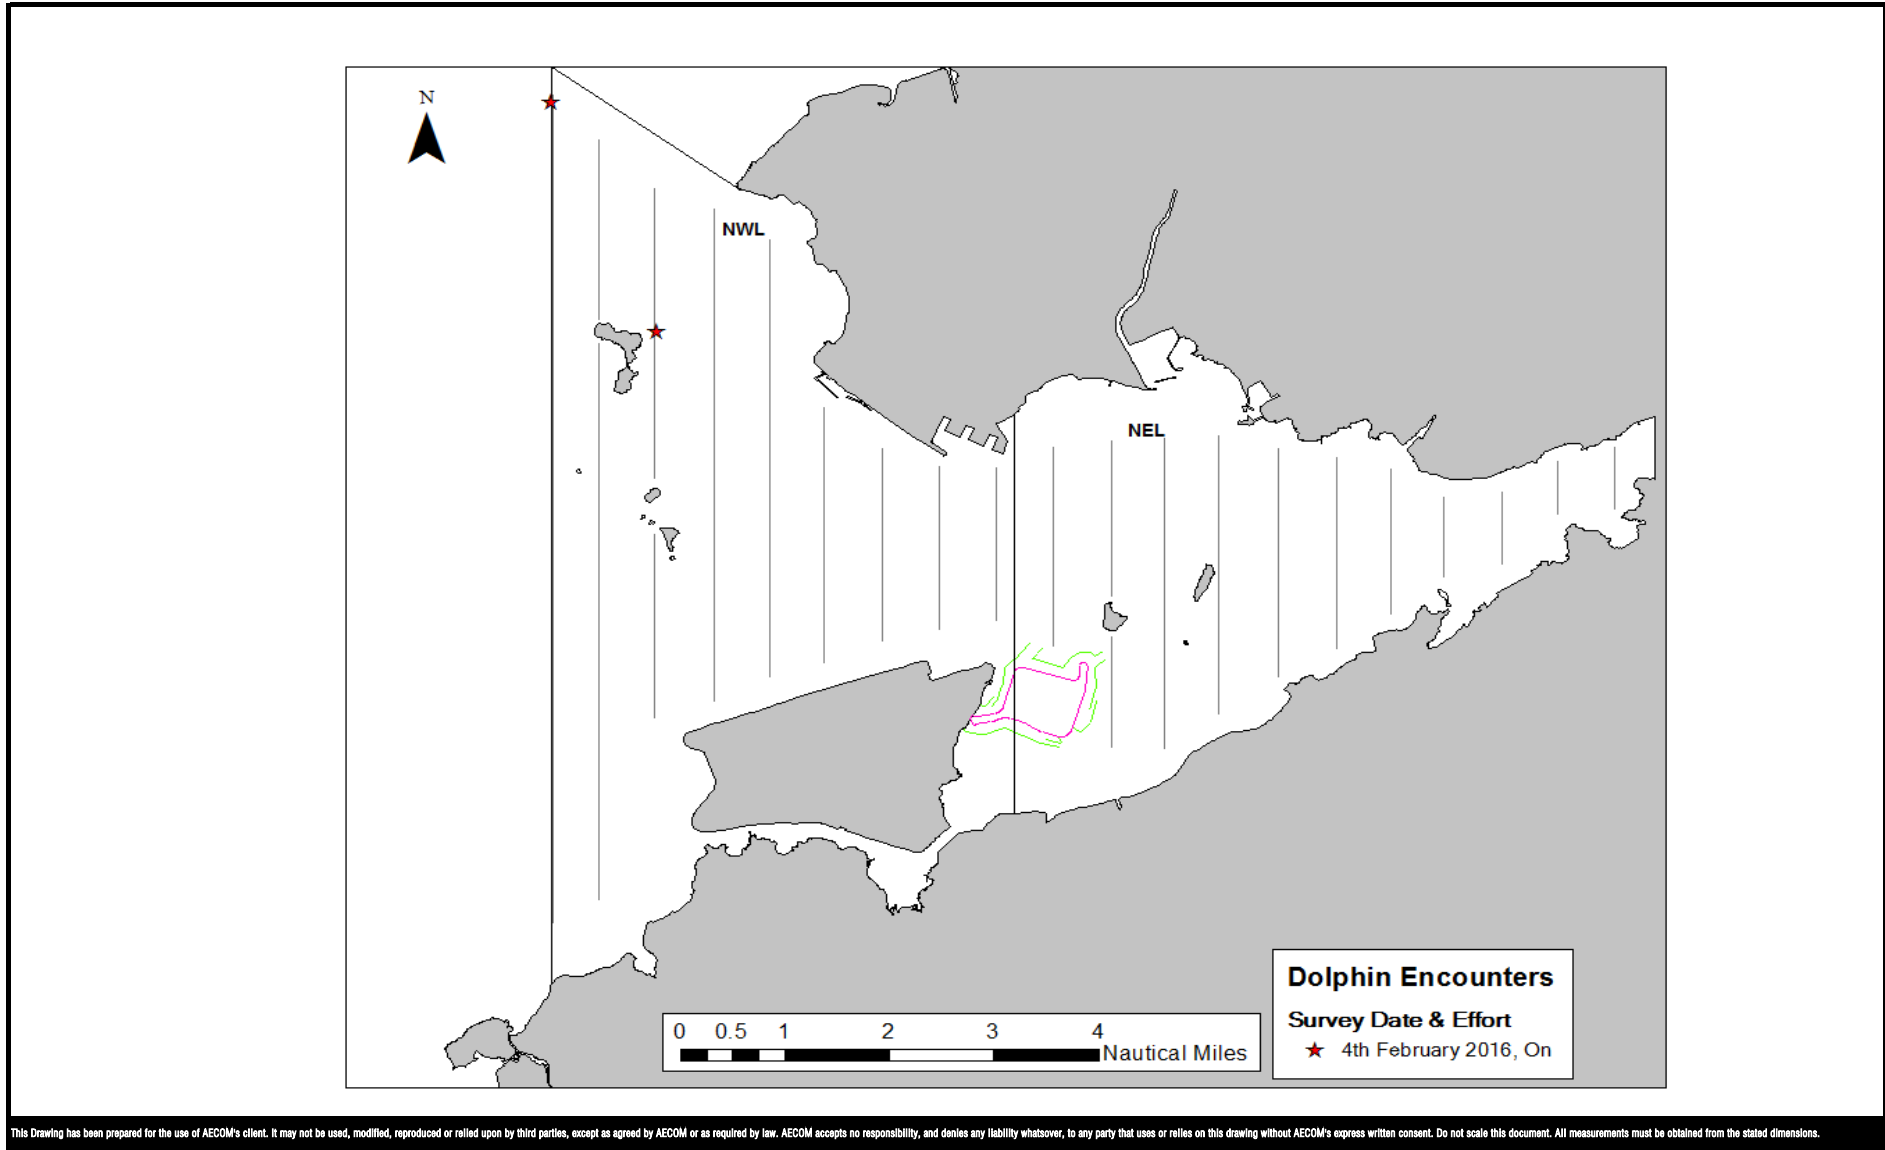 N
NWL
NEL
Dolphin Encounters
Survey Date & Effort
4th February 2016, On
0 0.5 1 2 3 4
Nautical Miles
This Drawing has been prepared for the use of AECOM's client. It may not be used, modified, reproduced or relied upon by third parties, except as agreed by AECOM or as required by law. AECOM accepts no responsibility, and denies any liability whatsover, to any party that uses or relies on this drawing without AECOM's express written consent. Do not scale this document. All measurements must be obtained from the stated dimensions.